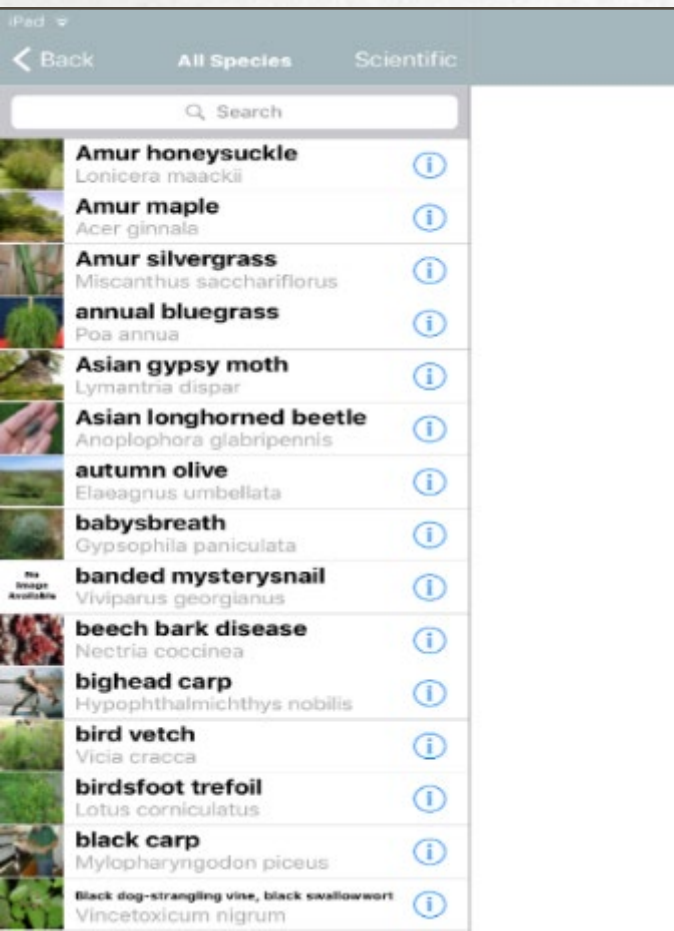 iPad
Back
All Species
Scientific
Search
Amur honeysuckle
Lonicera maackii
Amur maple
Acer ginnala
Amur silvergrass
Miscanthus sacchariflorus
annual bluegrass
Poa annua
Asian gypsy moth
Lymantria dispar
Asian longhorned beetle
Anoplophora glabripennis
autumn olive
Elaeagnus umbellata
babysbreath
Gypsophila paniculata
No
Image
Available
banded mysterysnail
Viviparus georgianus
beech bark disease
Nectria coccinea
bighead carp
Hypophthalmichthys nobilis
bird vetch
Vicia cracca
birdsfoot trefoil
Lotus corniculatus
black carp
Mylopharyngodon piceus
Black dog-strangling vine, black swallowwort
Vincetoxicum nigrum